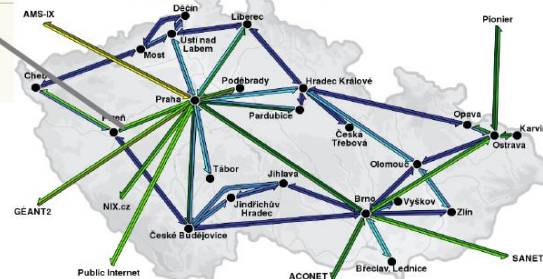 AMS-IX
Děčín
Liberec
Pionier
Ústí nad
Labem
Most
Cheb
Poděbrady
Hradec Králové
Praha
Pardubice
Opava
Karvin
Ostrava
Plzeň
Česká
Třebová
Olomouc
Tábor
Jihlava
Jindřichův
Hradec
Brno
Vyškov
Zlín
GÉANT2
NIX.cz
České Budějovice
Public Internet
ACONET
Břeclav, Lednice
SANET